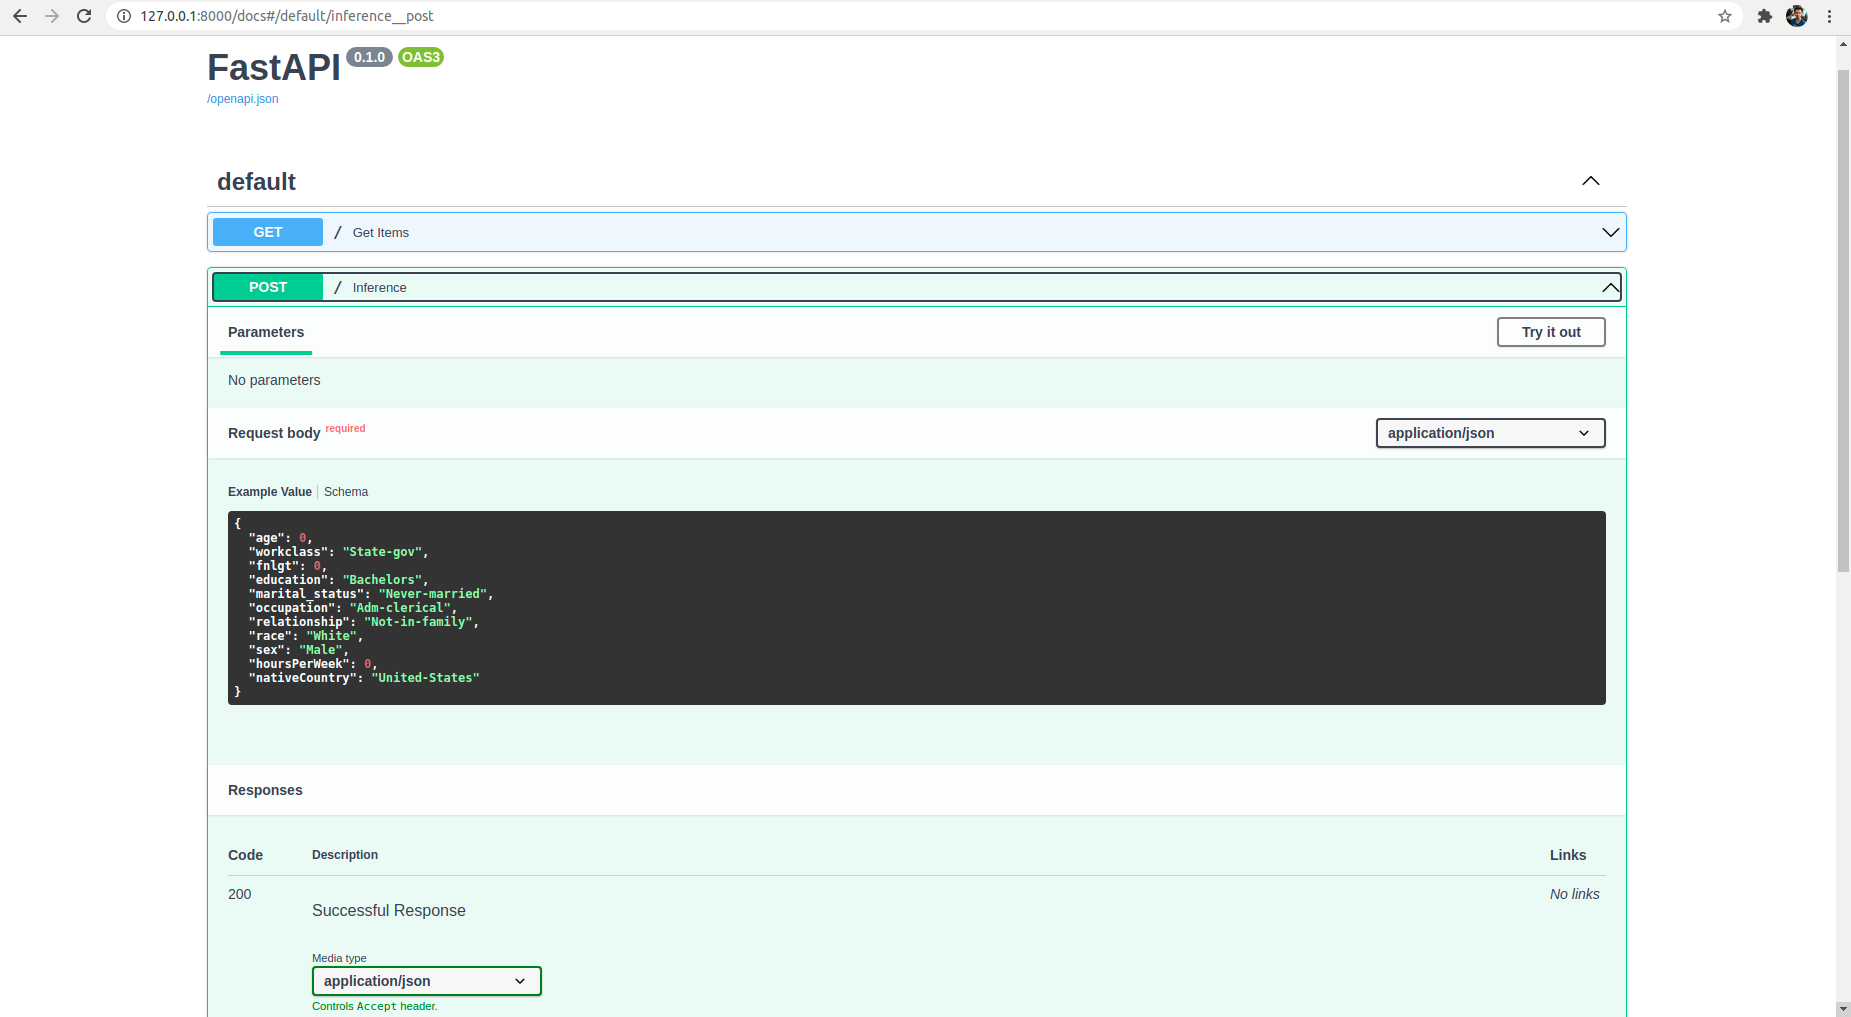 127.0.0.1:8000/docs#/default/inference__post
FastAPI 0.1.0 OAS3
/openapi.json
default
GET / Get Items
POST / Inference
Parameters Try it out
No parameters
Request body required application/json
Example Value Schema
{
"age": 0,
"workclass": "State-gov",
"fnlgt": 0,
"education": "Bachelors",
"marital_status": "Never-married",
"occupation": "Adm-clerical",
"relationship": "Not-in-family",
"race": "White",
"sex": "Male",
"hoursPerWeek": 0,
"nativeCountry": "United-States"
}
Responses
Code Description Links
200 No links
Successful Response
Media type
application/json
Controls Accept header.